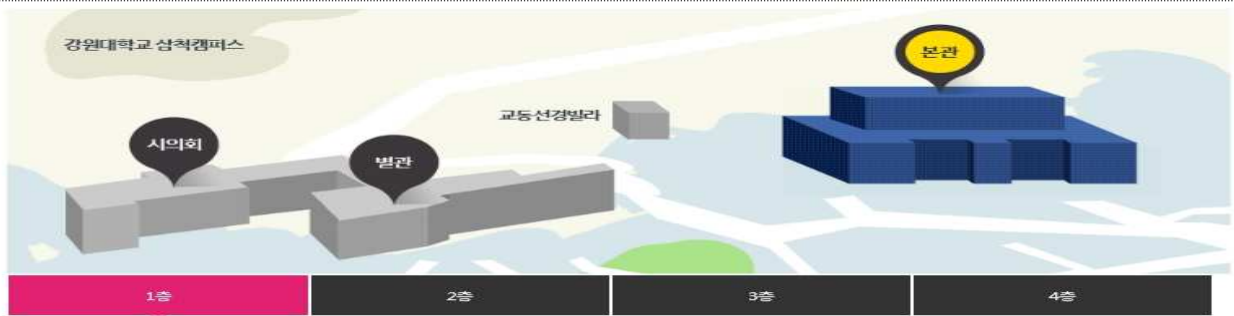 강원대학교 삼척캠퍼스
본관
교동선경빌라
시의회
별관
1층 2층 3층 4층